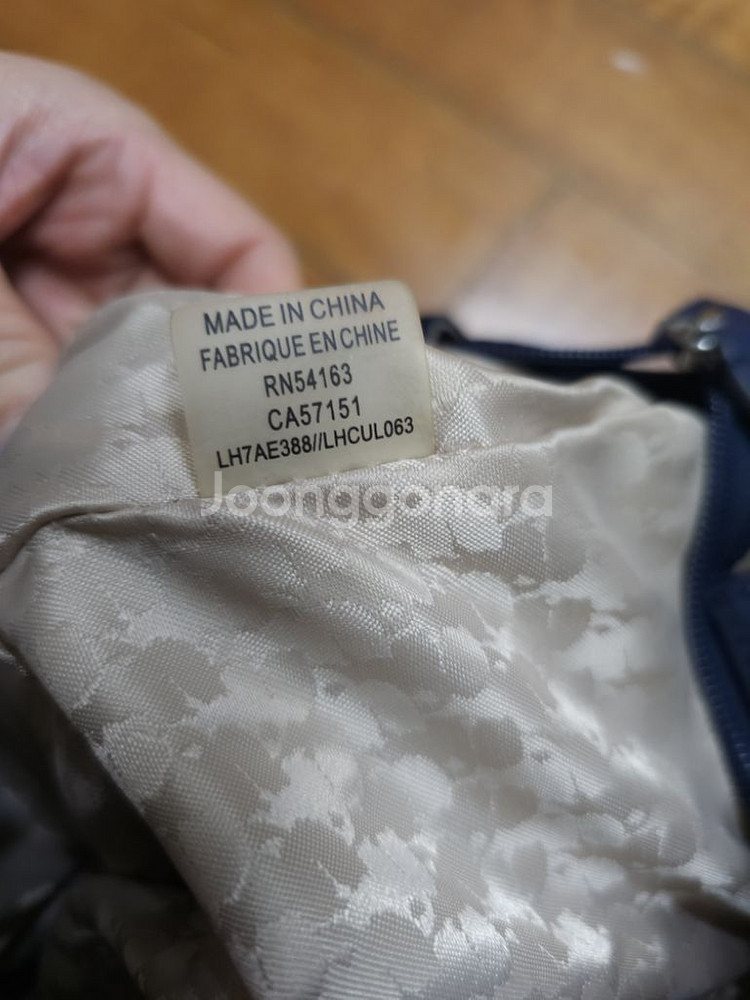 MADE IN CHINA
FABRIQUE EN CHINE
RN54163
CA57151
LH7AE388//LHCUL063
Joonggonara